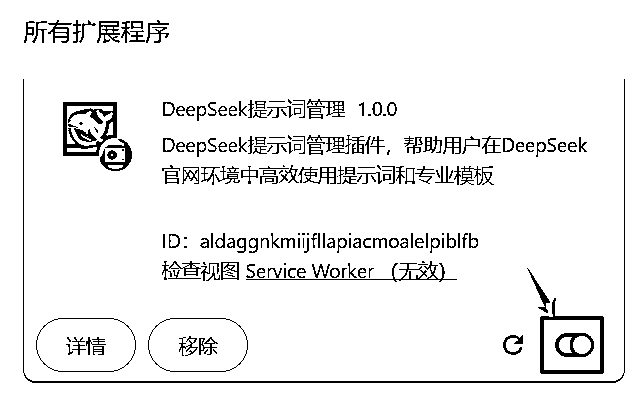 所有扩展程序
DeepSeek提示词管理 1.0.0
DeepSeek提示词管理插件，帮助用户在DeepSeek
官网环境中高效使用提示词和专业模板
ID：aldaggnkmiijfllapiacmoalelpiblfb
检查视图 Service Worker （无效）
详情 移除